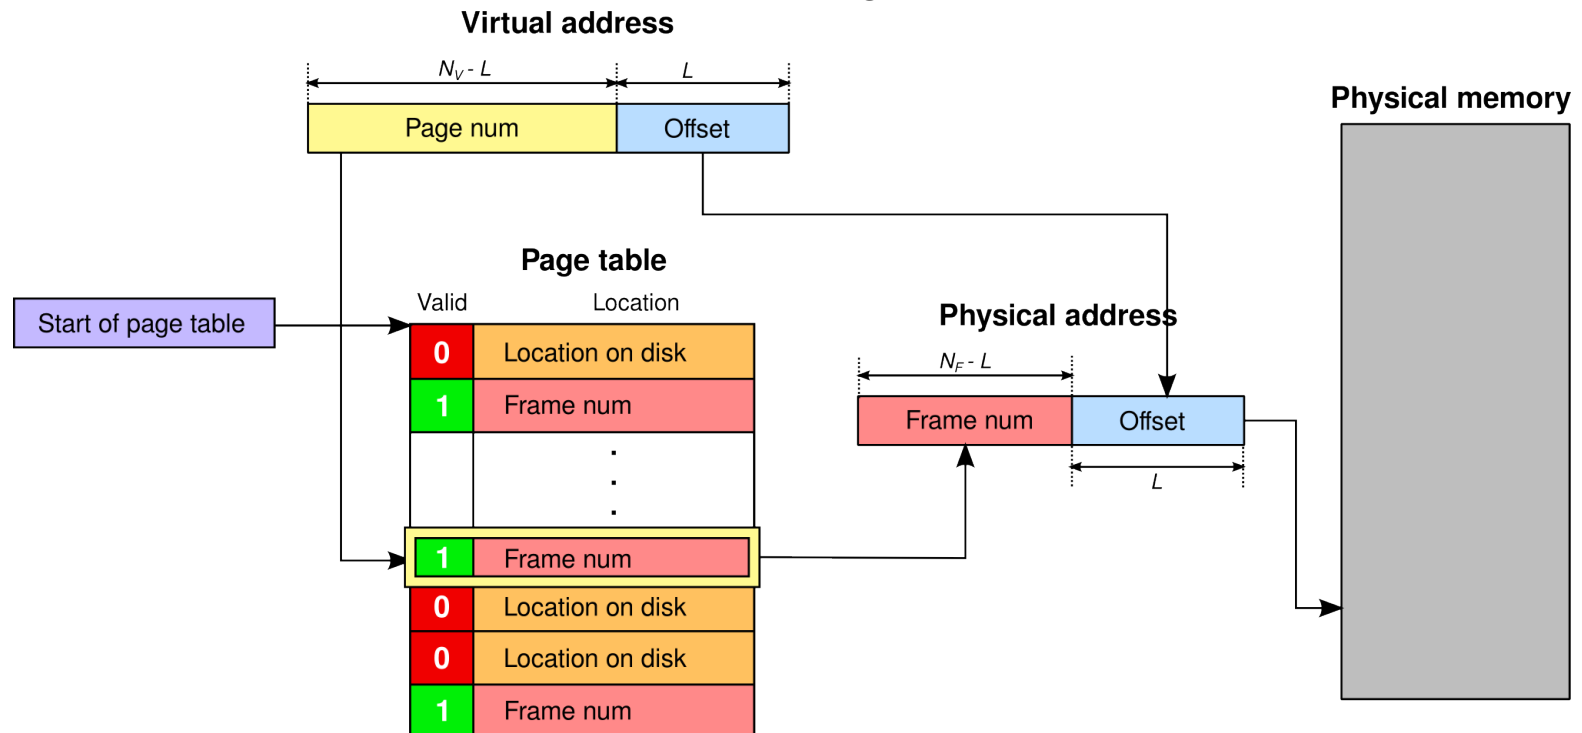 Virtual address
N_V - L
L
Page num
Offset
Physical memory
Page table
Valid
Location
Start of page table
0
Location on disk
1
Frame num
.
.
.
1
Frame num
0
Location on disk
0
Location on disk
1
Frame num
Physical address
N_F - L
Frame num
Offset
L